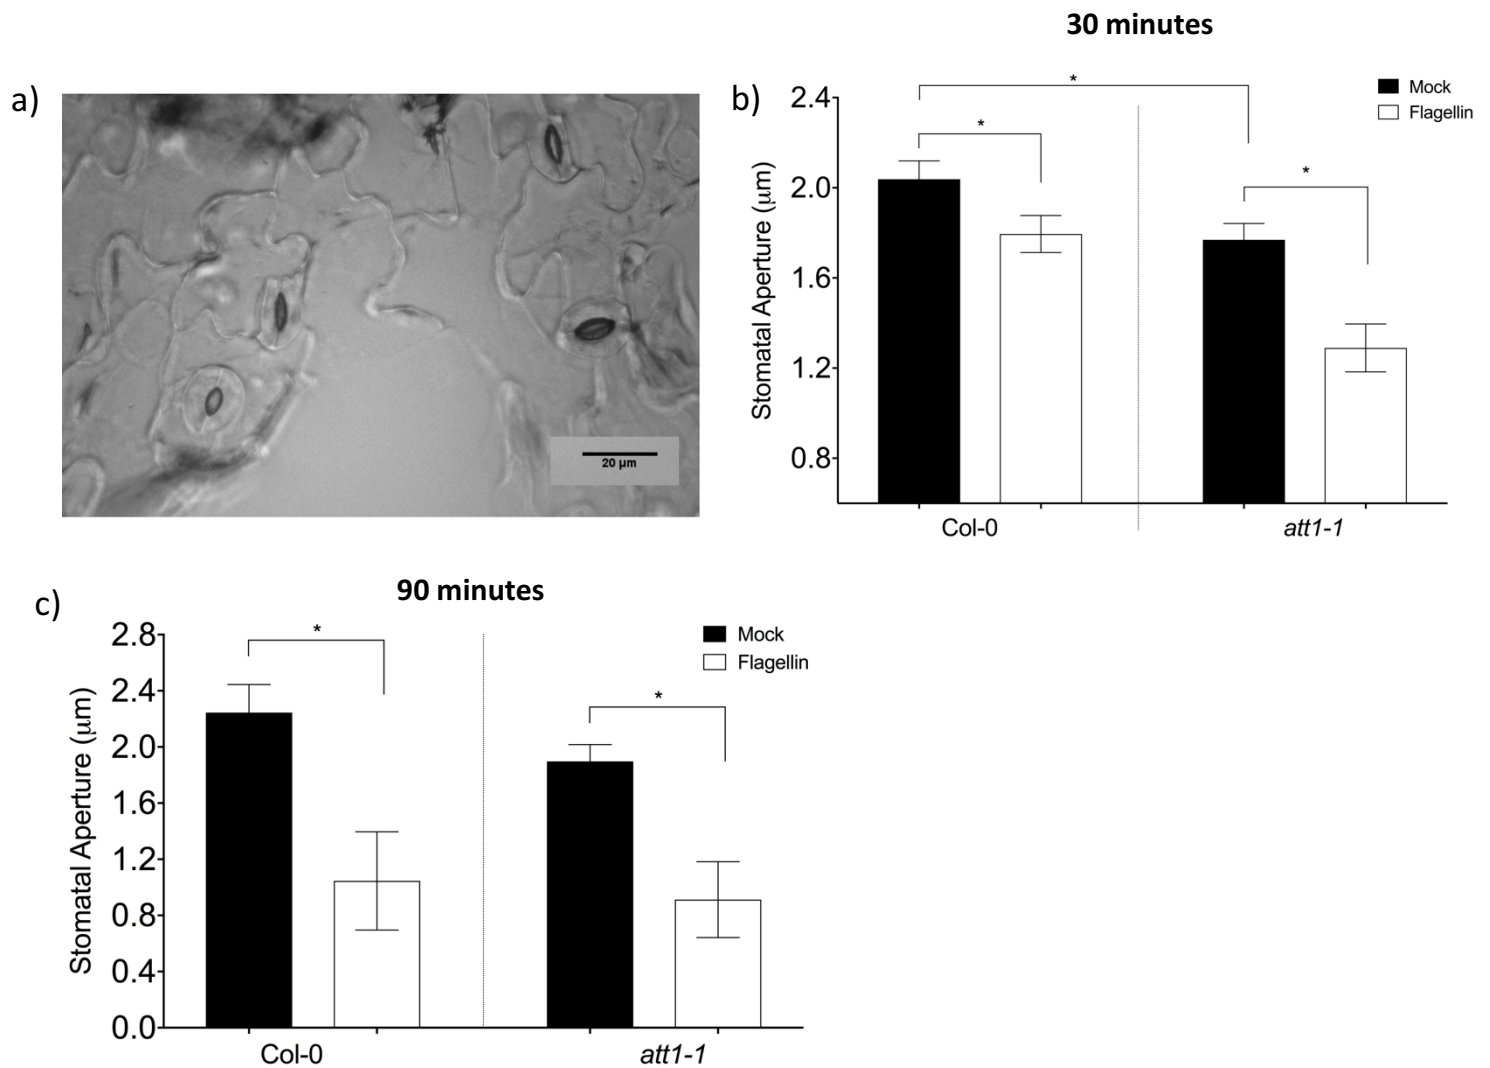 30 minutes
a)
b)
Mock
Flagellin
*
*
*
2.4
2.0
1.6
1.2
0.8
Stomatal Aperture (μm)
20 μm
Col-0
att1-1
90 minutes
c)
Mock
Flagellin
*
*
2.8
2.4
2.0
1.6
1.2
0.8
0.4
0.0
Stomatal Aperture (μm)
Col-0
att1-1